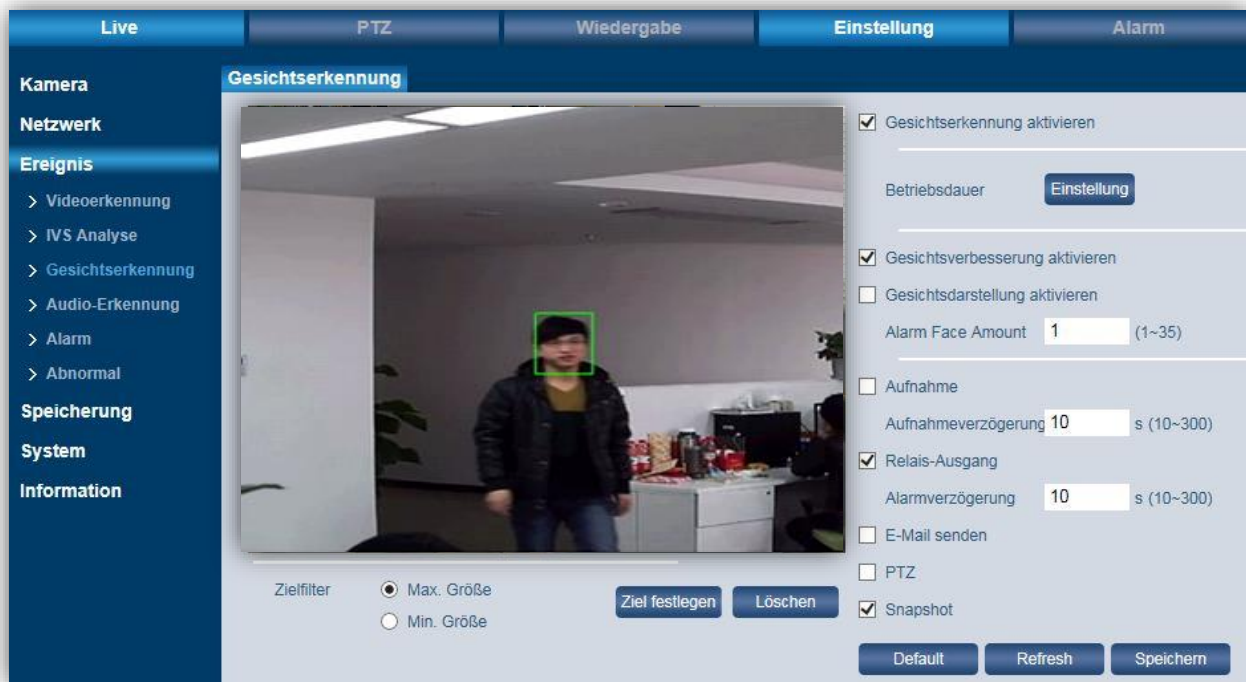 Live PTZ Wiedergabe Einstellung Alarm
Kamera
Netzwerk
Ereignis
> Videoerkennung
> IVS Analyse
> Gesichtserkennung
> Audio-Erkennung
> Alarm
> Abnormal
Speicherung
System
Information
Gesichtserkennung
Gesichtserkennung aktivieren
Betriebsdauer Einstellung
Gesichtsverbesserung aktivieren
Gesichtsdarstellung aktivieren
Alarm Face Amount 1 (1~35)
Aufnahme
Aufnahmeverzögerung 10 s (10~300)
Relais-Ausgang
Alarmverzögerung 10 s (10~300)
E-Mail senden
PTZ
Snapshot
Zielfilter Max. Größe
Min. Größe
Ziel festlegen Löschen
Default Refresh Speichern